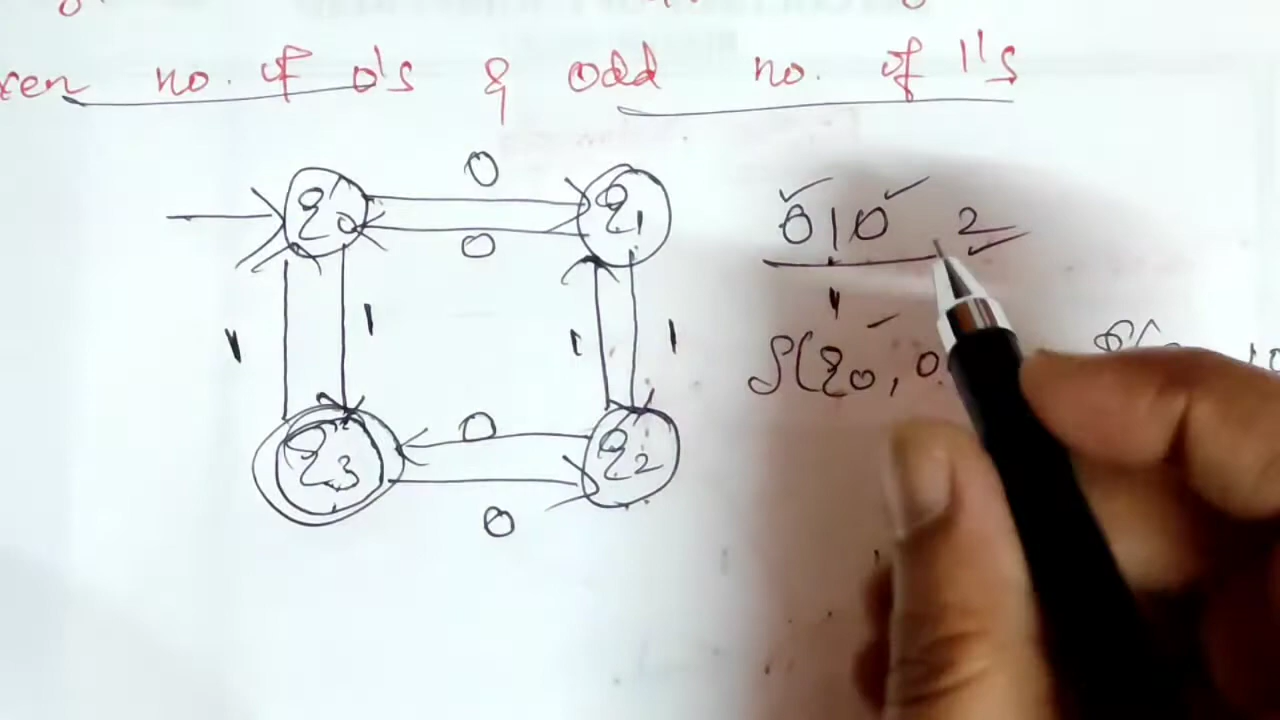 no. of 0's & odd no. of 1's
0
q0 q1
0
010 2
1 1 1 1
1
δ(q0, 0
0
q3 q2
0